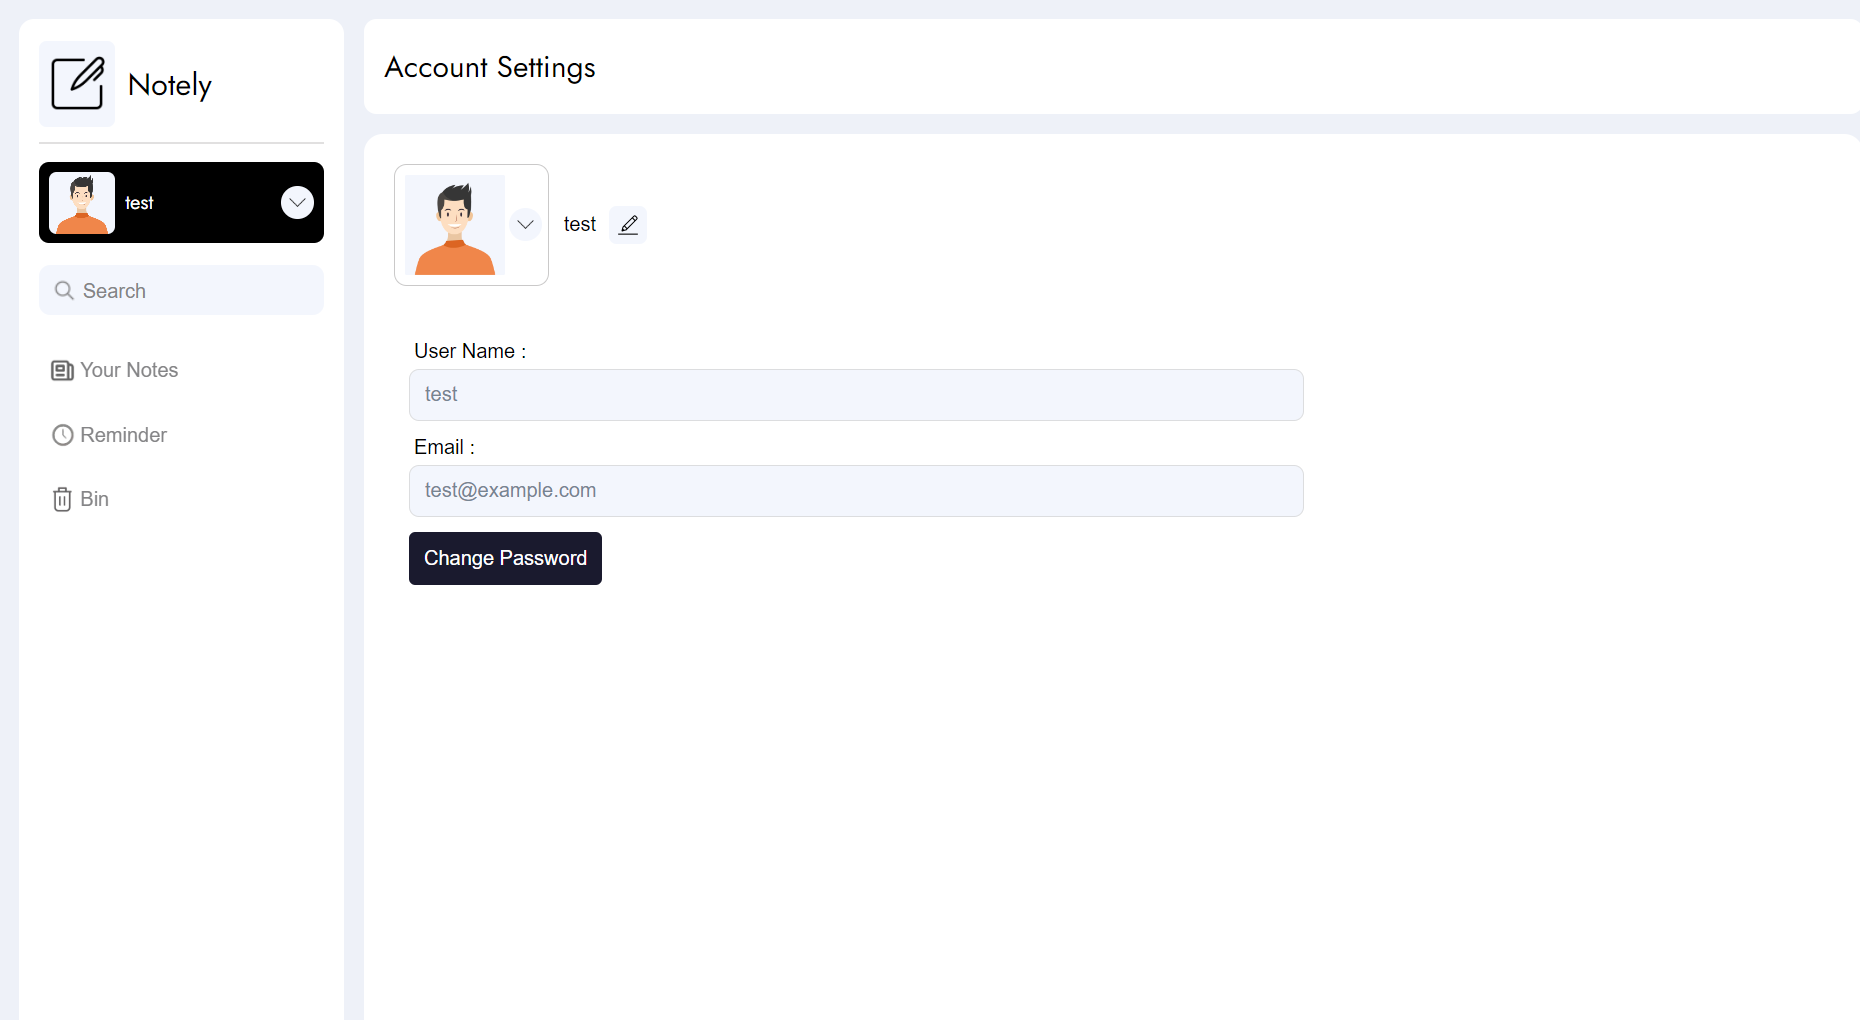 Notely
test
Search
Your Notes
Reminder
Bin
Account Settings
test
User Name :
test
Email :
test@example.com
Change Password